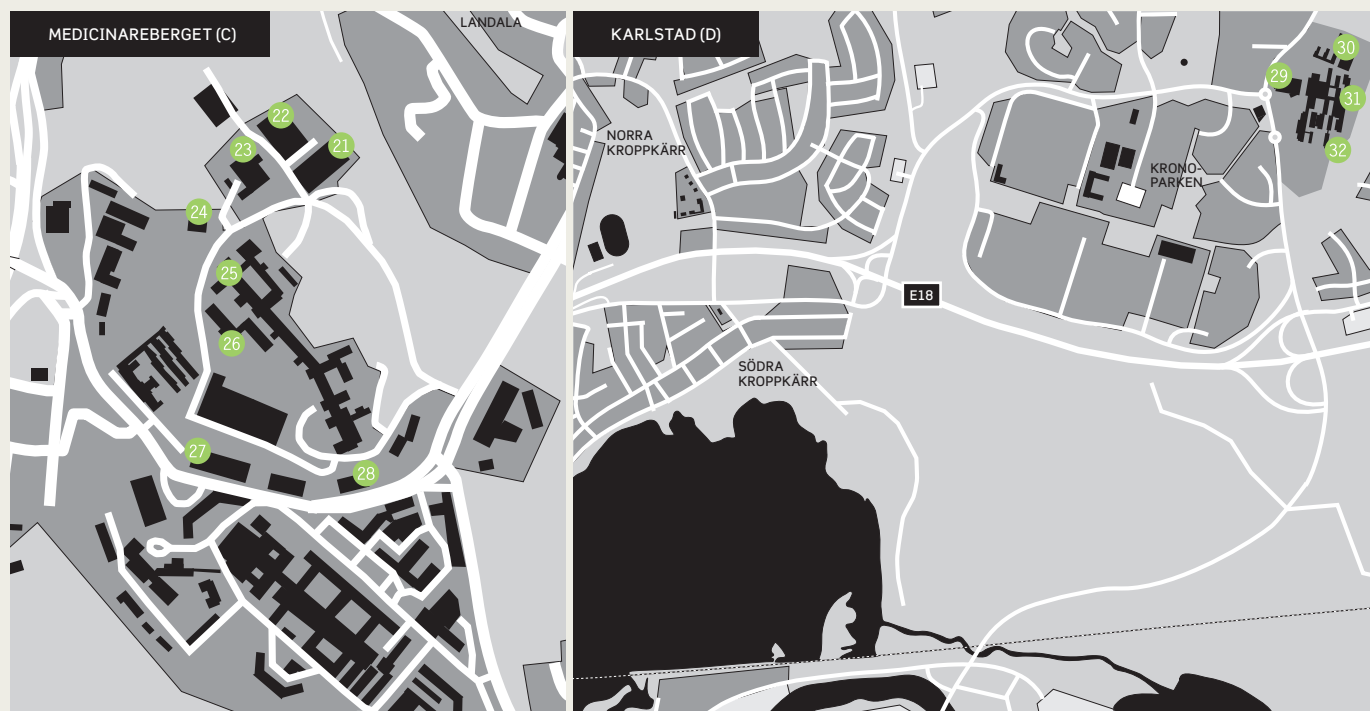 MEDICINAREBERGET (C)
LANDALA
22
21
23
24
25
26
27
28
KARLSTAD (D)
30
29
31
32
NORRA
KROPPKÄRR
KRONO-
PARKEN
E18
SÖDRA
KROPPKÄRR